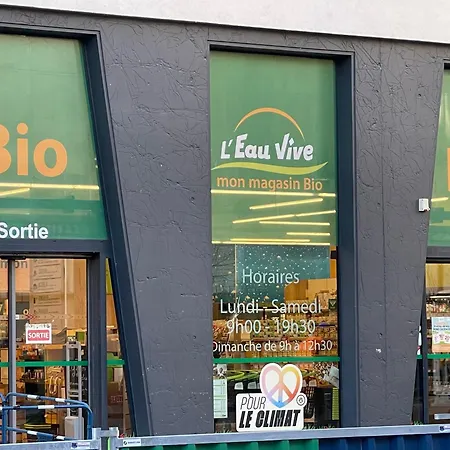 Bio
Sortie
SORTIE
L'Eau Vive
mon magasin Bio
Horaires
Lundi - Samedi
9h00 - 19h30
Dimanche de 9h à 12h30
POUR
LE CLIMAT